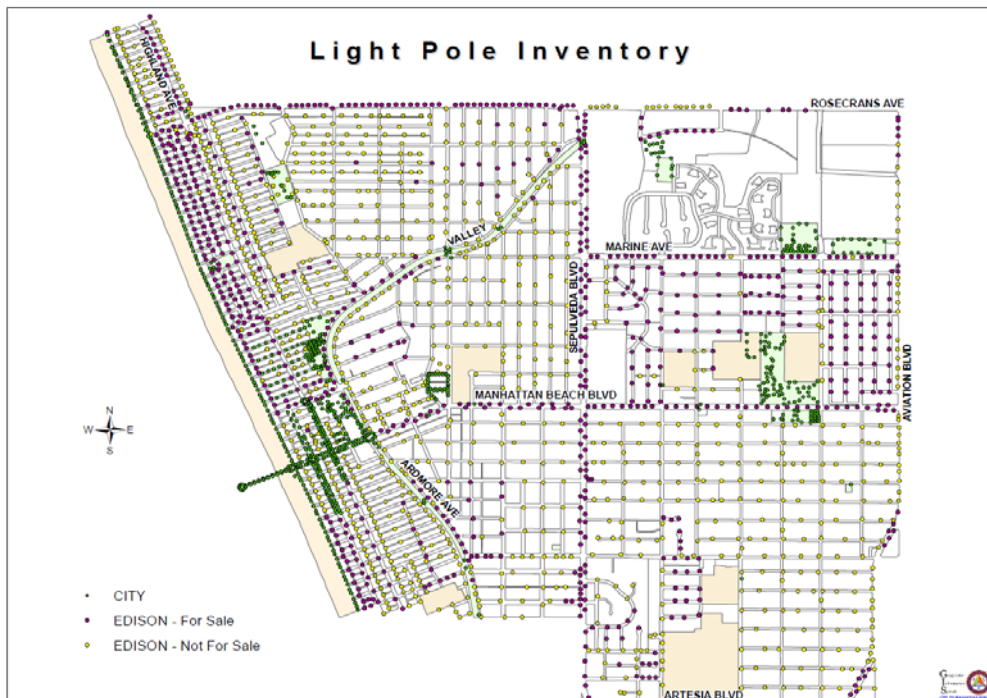 Light Pole Inventory
HIGHLAND AVE
ROSECRANS AVE
VALLEY
MARINE AVE
SEPULVEDA BLVD
AVIATION BLVD
MANHATTAN BEACH BLVD
N
W E
S
ARDMORE AVE
CITY
EDISON - For Sale
EDISON - Not For Sale
ARTESIA BLVD